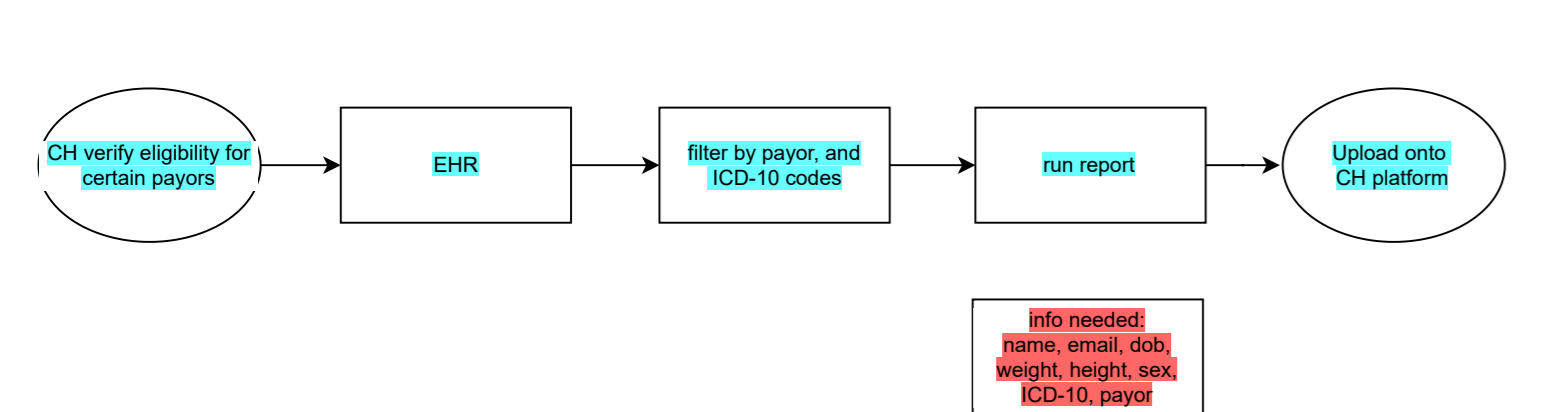 CH verify eligibility for
certain payors
EHR
filter by payor, and
ICD-10 codes
run report
Upload onto
CH platform
info needed:
name, email, dob,
weight, height, sex,
ICD-10, payor